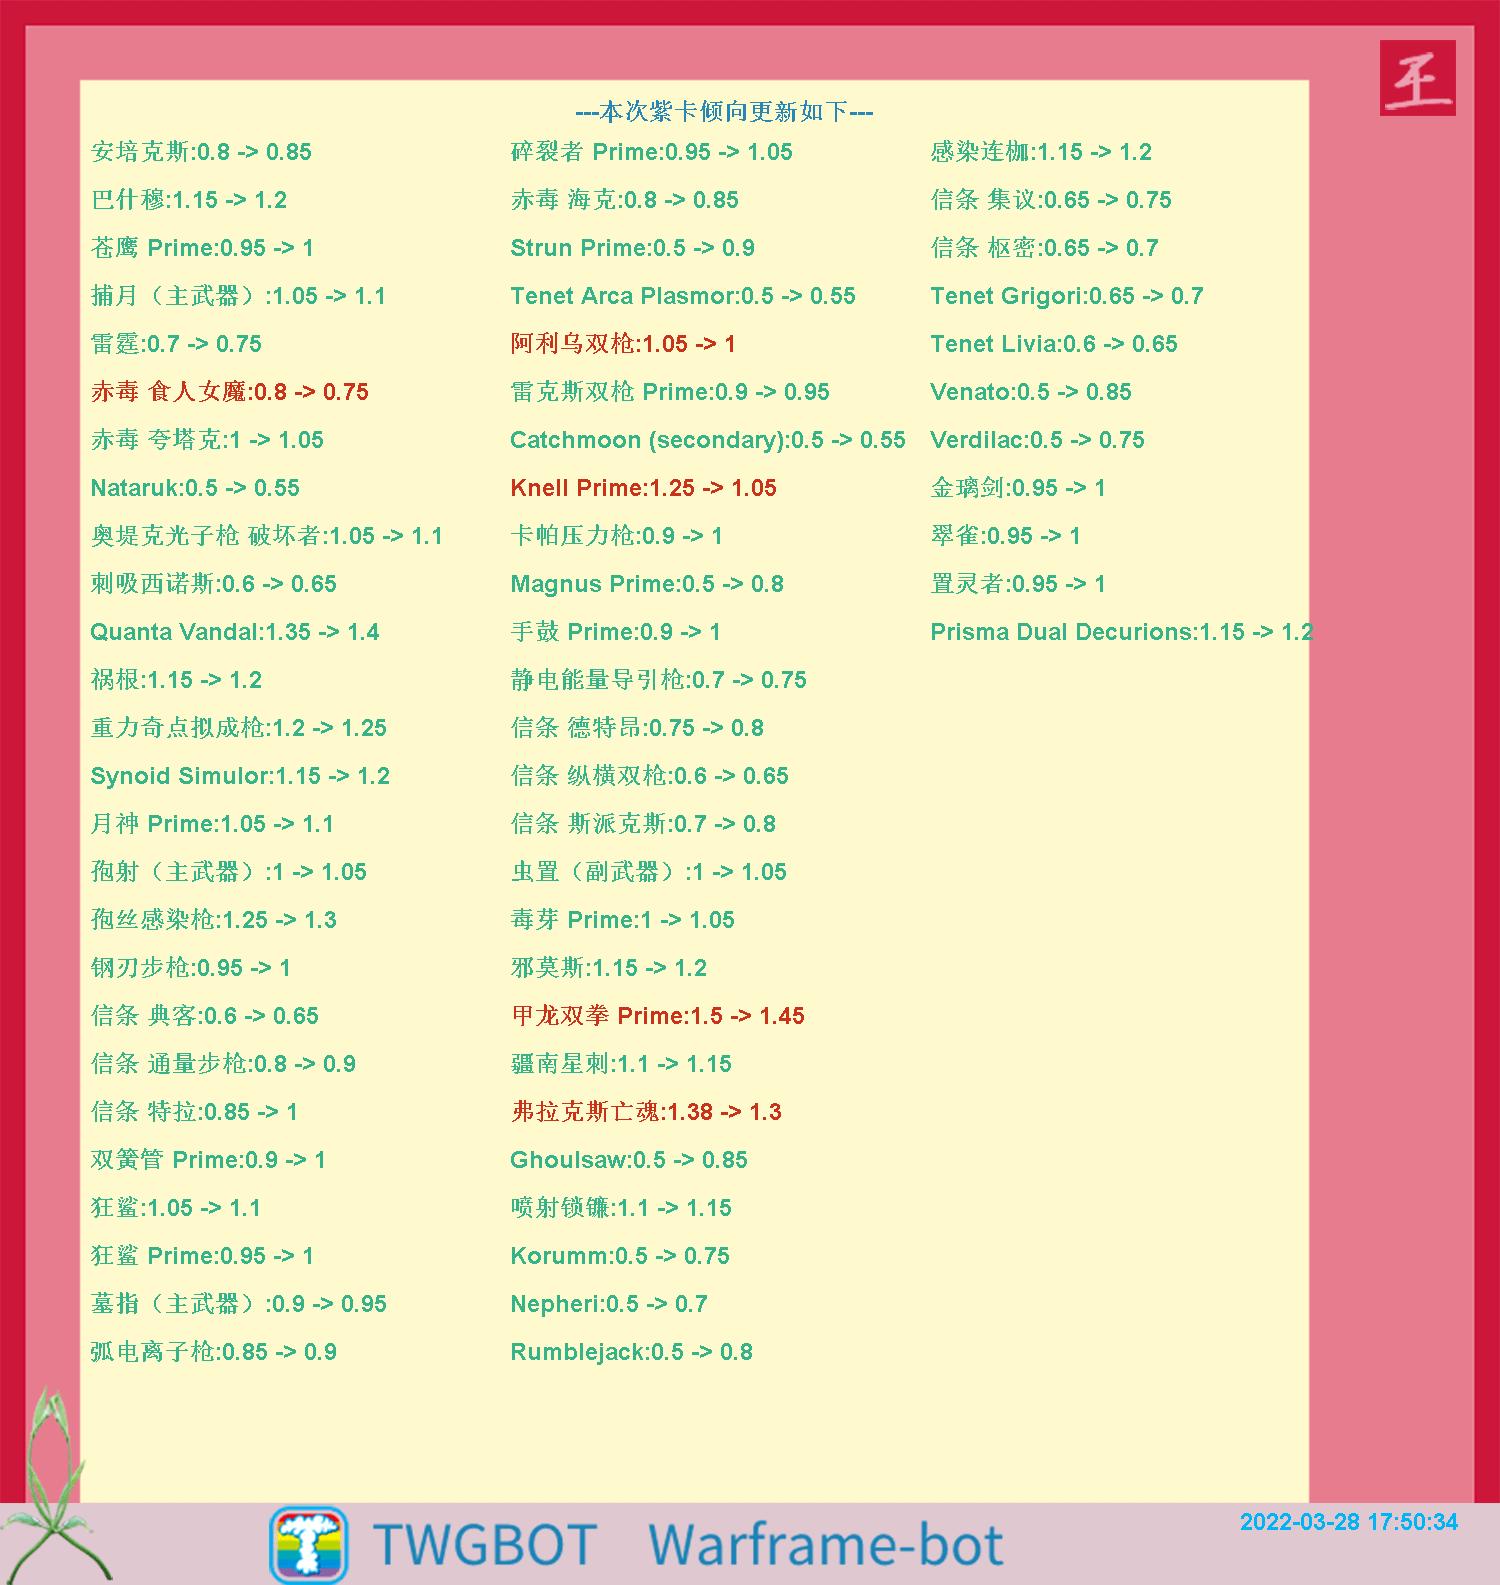 ---本次紫卡倾向更新如下---
安培克斯:0.8 -> 0.85
巴什穆:1.15 -> 1.2
苍鹰 Prime:0.95 -> 1
捕月（主武器）:1.05 -> 1.1
雷霆:0.7 -> 0.75
赤毒 食人女魔:0.8 -> 0.75
赤毒 夸塔克:1 -> 1.05
Nataruk:0.5 -> 0.55
奥堤克光子枪 破坏者:1.05 -> 1.1
刺吸西诺斯:0.6 -> 0.65
Quanta Vandal:1.35 -> 1.4
祸根:1.15 -> 1.2
重力奇点拟成枪:1.2 -> 1.25
Synoid Simulor:1.15 -> 1.2
月神 Prime:1.05 -> 1.1
孢射（主武器）:1 -> 1.05
孢丝感染枪:1.25 -> 1.3
钢刃步枪:0.95 -> 1
信条 典客:0.6 -> 0.65
信条 通量步枪:0.8 -> 0.9
信条 特拉:0.85 -> 1
双簧管 Prime:0.9 -> 1
狂鲨:1.05 -> 1.1
狂鲨 Prime:0.95 -> 1
墓指（主武器）:0.9 -> 0.95
弧电离子枪:0.85 -> 0.9
碎裂者 Prime:0.95 -> 1.05
赤毒 海克:0.8 -> 0.85
Strun Prime:0.5 -> 0.9
Tenet Arca Plasmor:0.5 -> 0.55
阿利乌双枪:1.05 -> 1
雷克斯双枪 Prime:0.9 -> 0.95
Catchmoon (secondary):0.5 -> 0.55
Knell Prime:1.25 -> 1.05
卡帕压力枪:0.9 -> 1
Magnus Prime:0.5 -> 0.8
手鼓 Prime:0.9 -> 1
静电能量导引枪:0.7 -> 0.75
信条 德特昂:0.75 -> 0.8
信条 纵横双枪:0.6 -> 0.65
信条 斯派克斯:0.7 -> 0.8
虫置（副武器）:1 -> 1.05
毒芽 Prime:1 -> 1.05
邪莫斯:1.15 -> 1.2
甲龙双拳 Prime:1.5 -> 1.45
疆南星刺:1.1 -> 1.15
弗拉克斯亡魂:1.38 -> 1.3
Ghoulsaw:0.5 -> 0.85
喷射锁镰:1.1 -> 1.15
Korumm:0.5 -> 0.75
Nepheri:0.5 -> 0.7
Rumblejack:0.5 -> 0.8
感染连枷:1.15 -> 1.2
信条 集议:0.65 -> 0.75
信条 枢密:0.65 -> 0.7
Tenet Grigori:0.65 -> 0.7
Tenet Livia:0.6 -> 0.65
Venato:0.5 -> 0.85
Verdilac:0.5 -> 0.75
金璃剑:0.95 -> 1
翠雀:0.95 -> 1
置灵者:0.95 -> 1
Prisma Dual Decurions:1.15 -> 1.2
TWGBOT Warframe-bot
2022-03-28 17:50:34